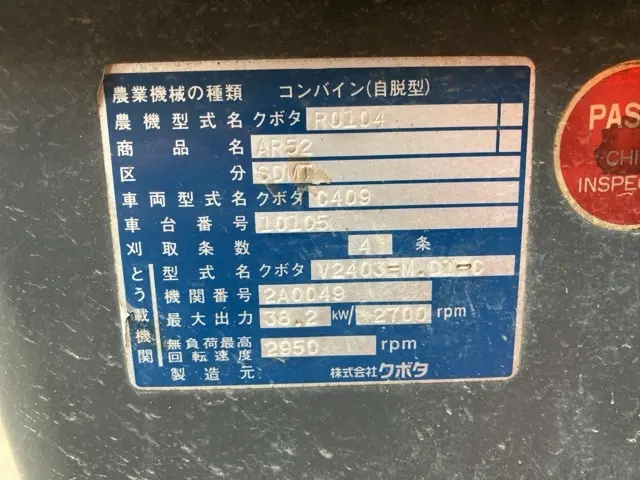 農業機械の種類 コンバイン(自脱型)
農機型式名 クボタ R0104
商品名 AR52
区分 SDMT
車両型式名 クボタ C409
車台番号 10105
刈取条数 4 条
とう載機関
型式名 クボタ V2403-M.DI-C
機関番号 2A0049
最大出力 38.2 kW/ 2700 rpm
無負荷最高回転速度 2950 rpm
製造元 株式会社クボタ
PAS
CHI
INSPEC